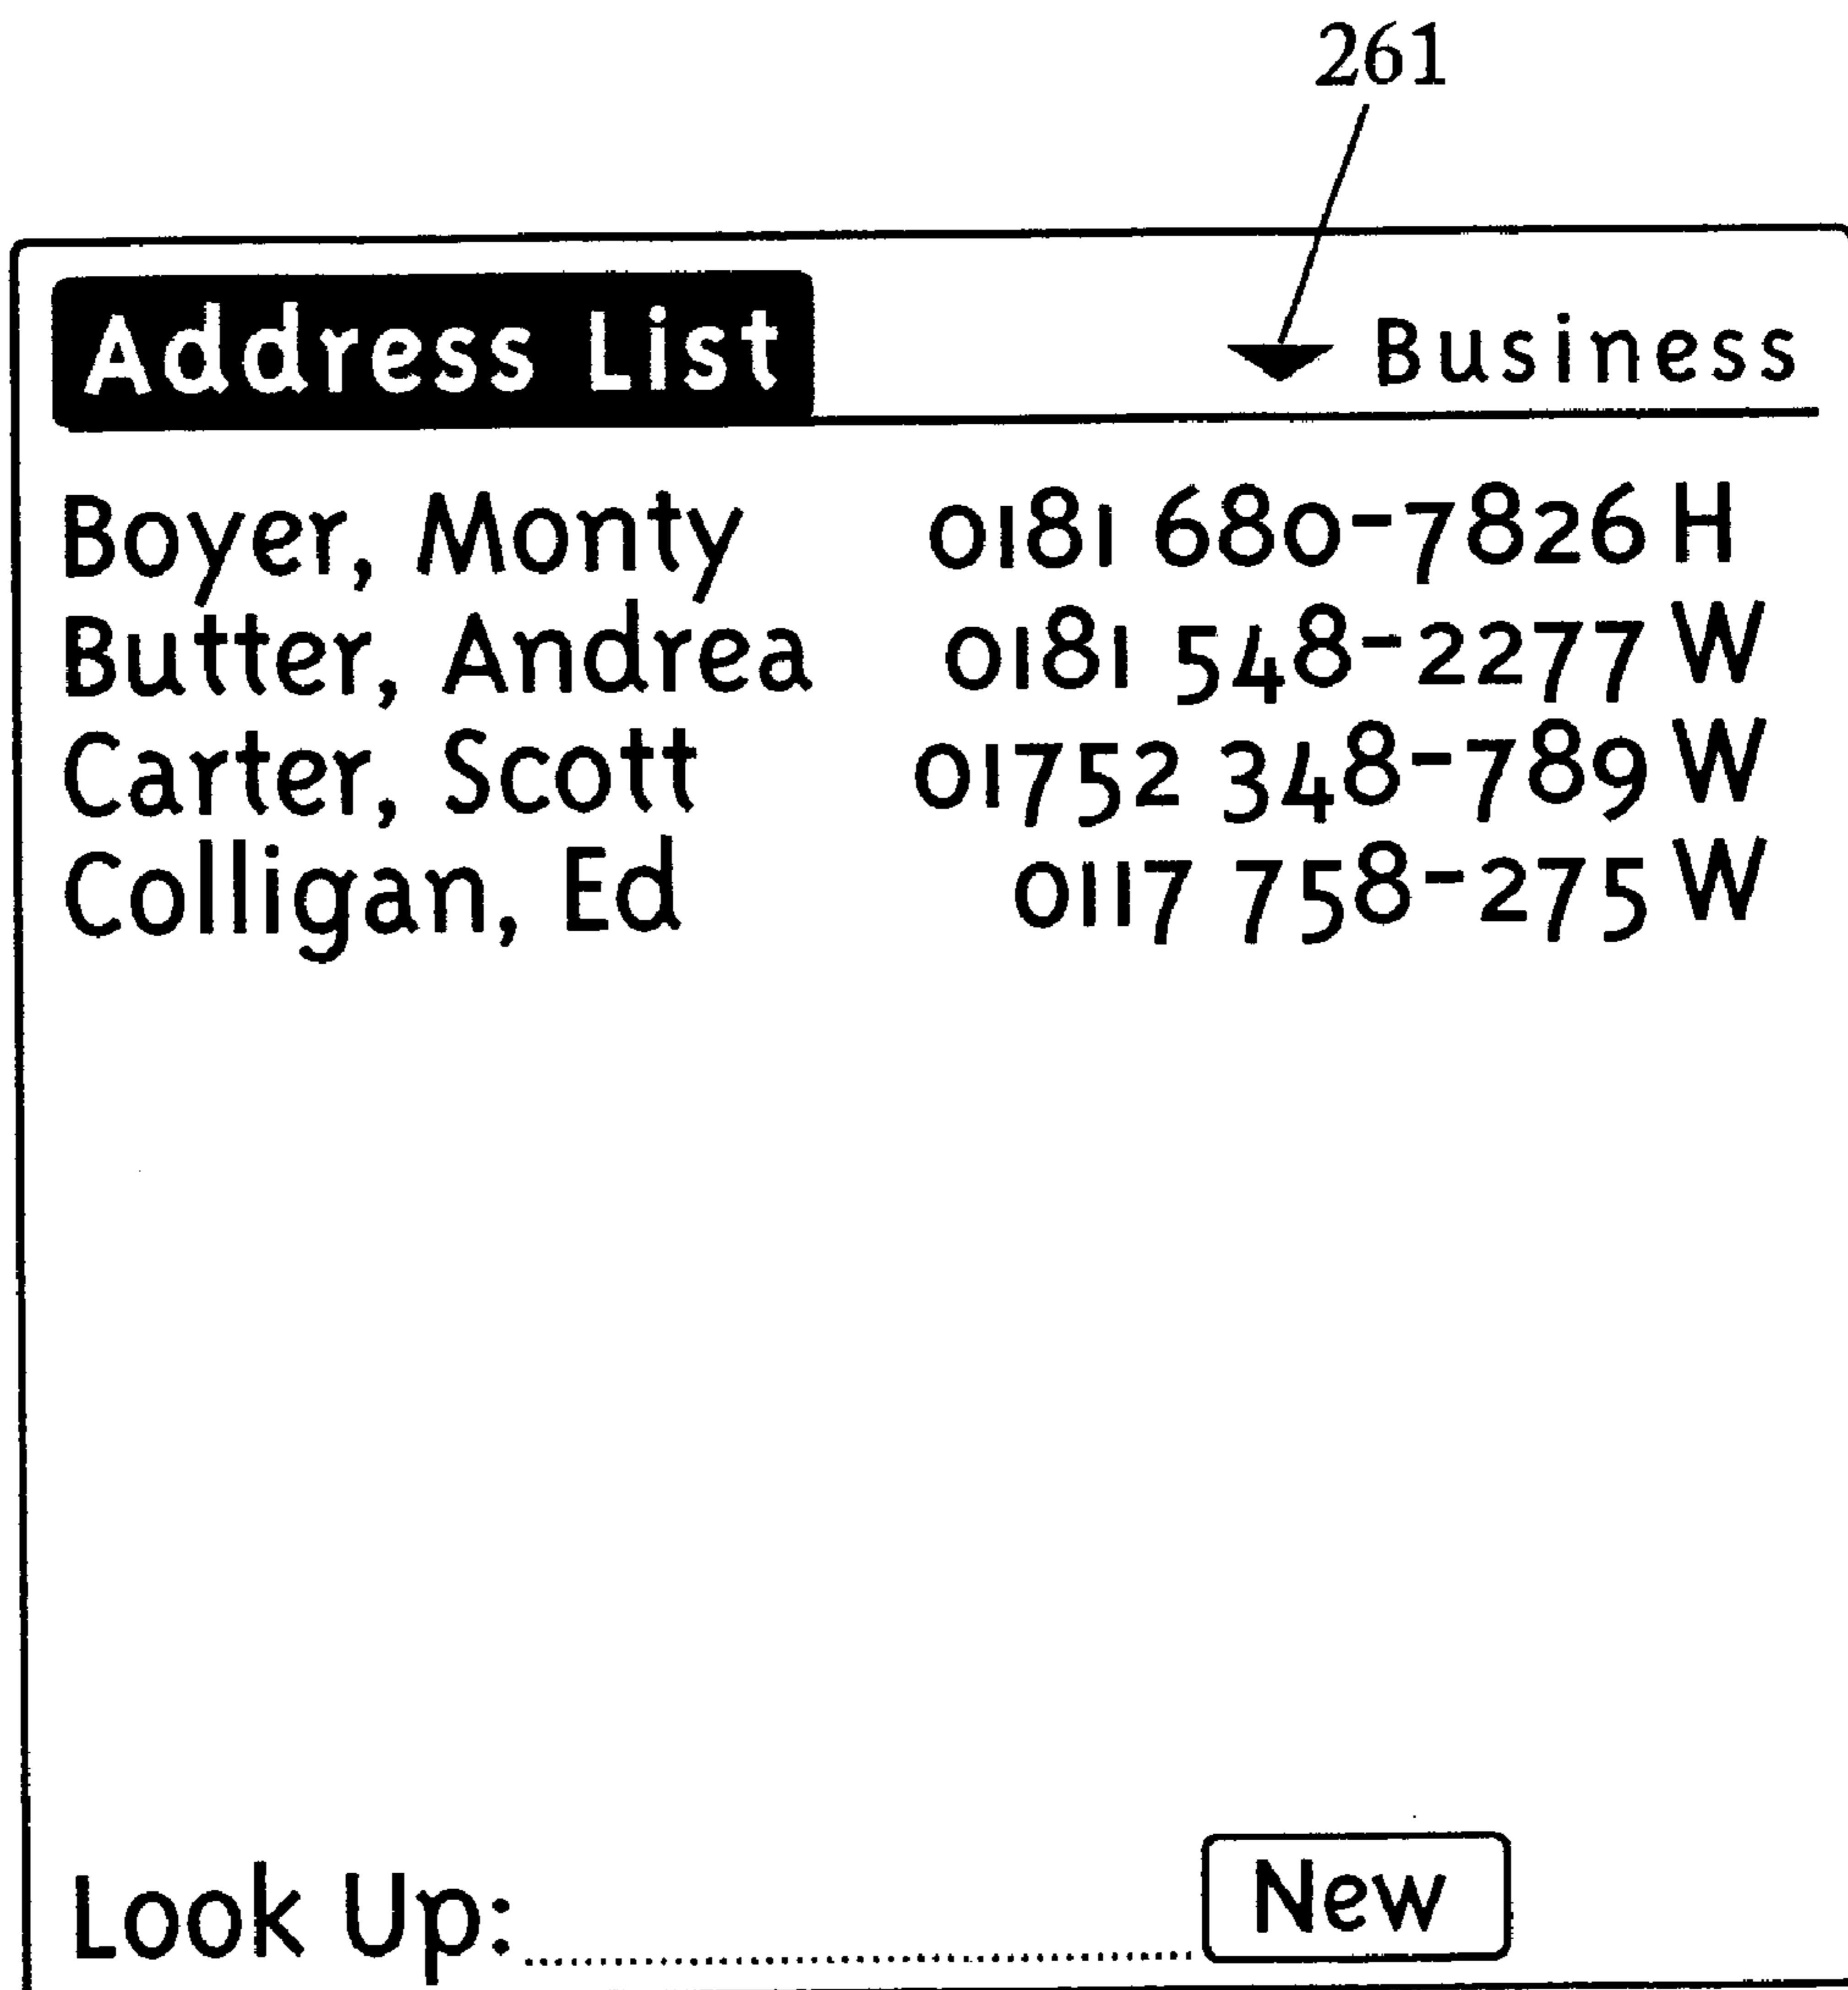 261
Address List Business
Boyer, Monty 0181 680-7826 H
Butter, Andrea 0181 548-2277 W
Carter, Scott 01752 348-789 W
Colligan, Ed 0117 758-275 W
Look Up: New